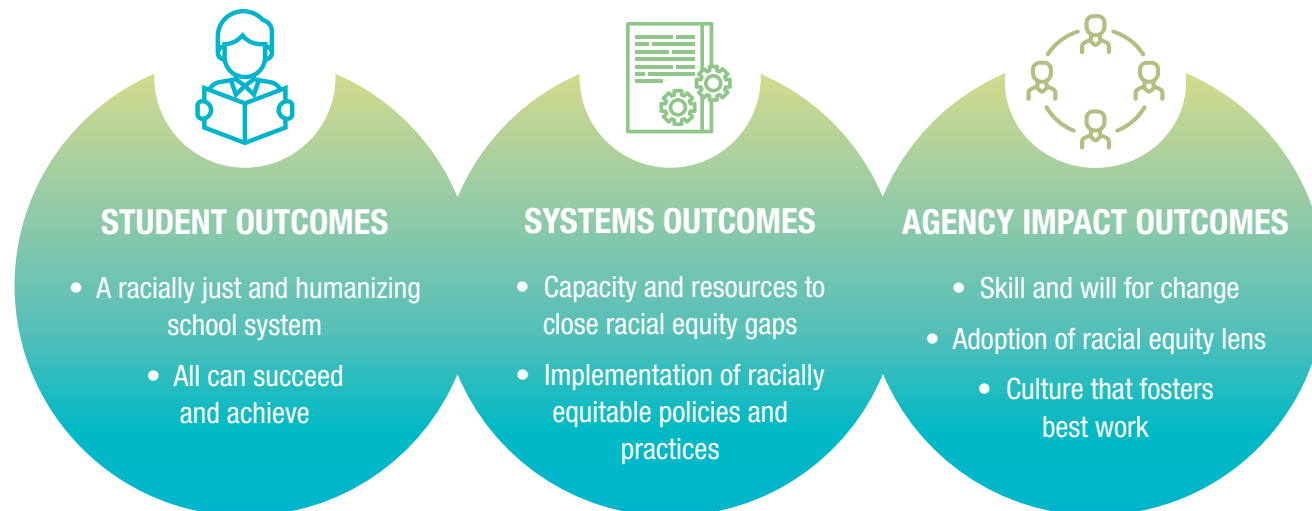 STUDENT OUTCOMES
• A racially just and humanizing
school system
• All can succeed
and achieve
SYSTEMS OUTCOMES
• Capacity and resources to
close racial equity gaps
• Implementation of racially
equitable policies and
practices
AGENCY IMPACT OUTCOMES
• Skill and will for change
• Adoption of racial equity lens
• Culture that fosters
best work